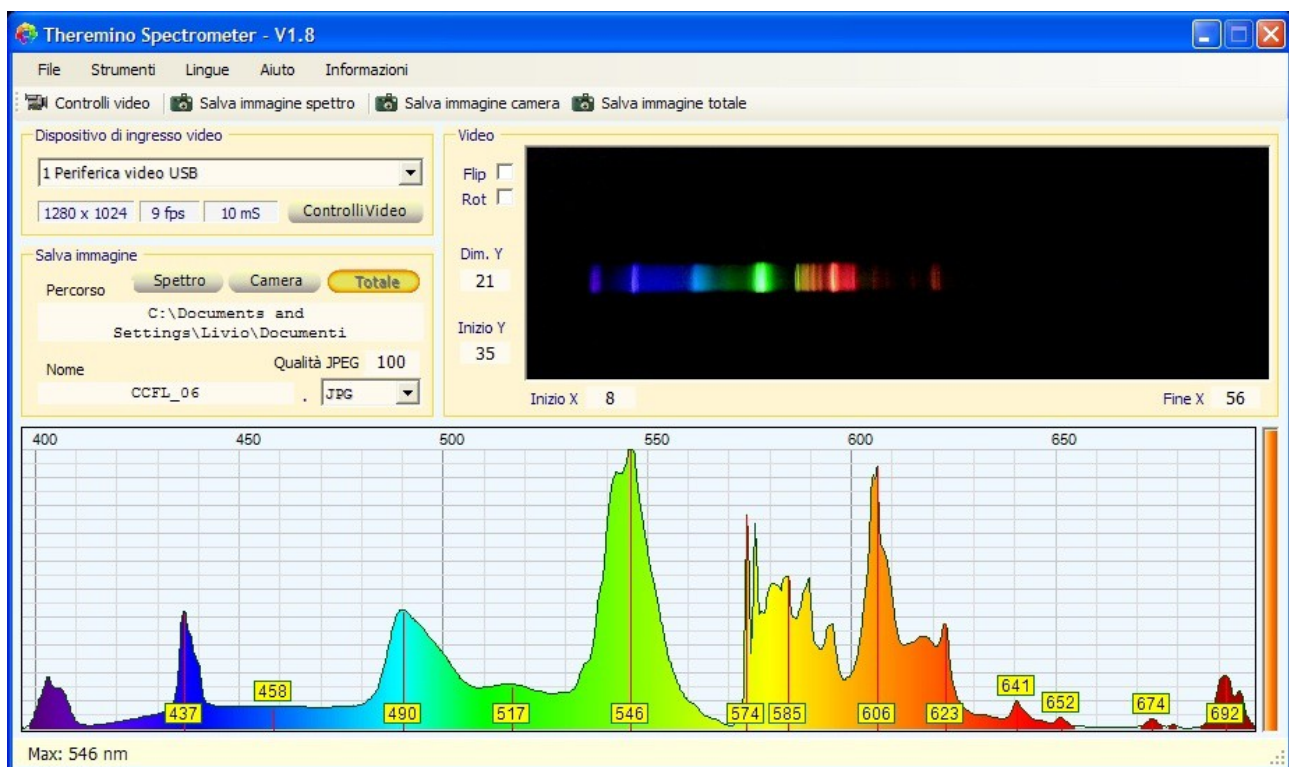 Theremino Spectrometer - V1.8
File Strumenti Lingue Aiuto Informazioni
Controlli video Salva immagine spettro Salva immagine camera Salva immagine totale
Dispositivo di ingresso video
1 Periferica video USB
1280 x 1024 9 fps 10 mS ControlliVideo
Salva immagine
Spettro Camera Totale
Percorso
C:\Documents and
Settings\Livio\Documenti
Qualità JPEG 100
Nome
CCFL_06 . JPG
Video
Flip
Rot
Dim. Y
21
Inizio Y
35
Inizio X 8 Fine X 56
400 450 500 550 600 650
437 458 490 517 546 574 585 606 623 641 652 674 692
Max: 546 nm